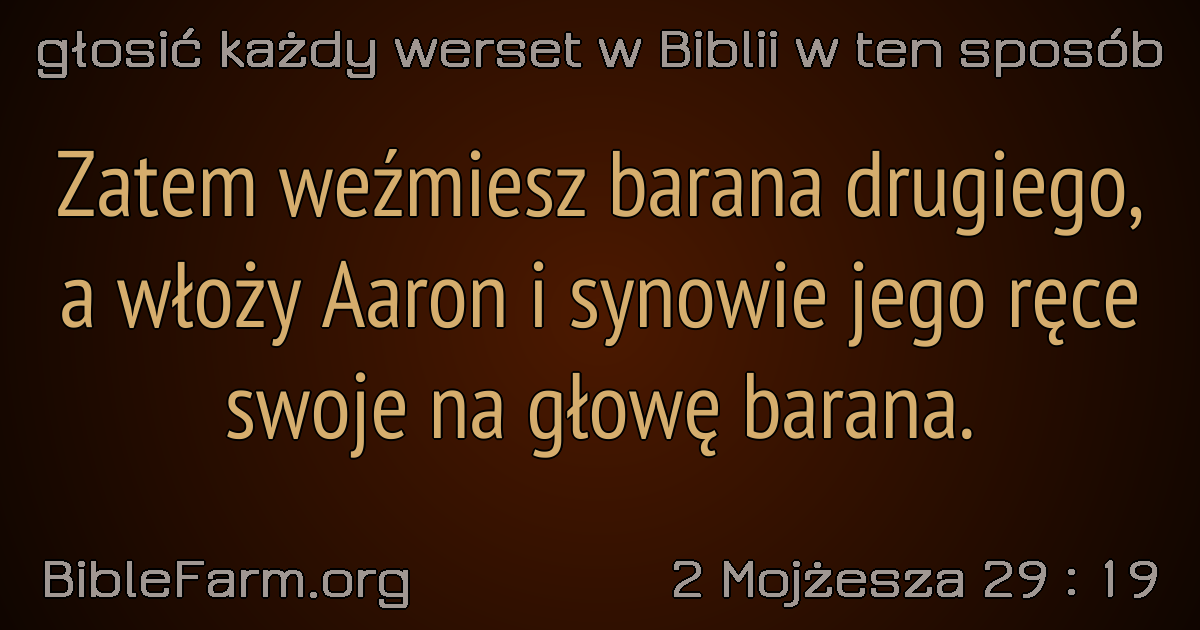 głosić każdy werset w Biblii w ten sposób
Zatem weźmiesz barana drugiego,
a włoży Aaron i synowie jego ręce
swoje na głowę barana.
BibleFarm.org
2 Mojżesza 29 : 19